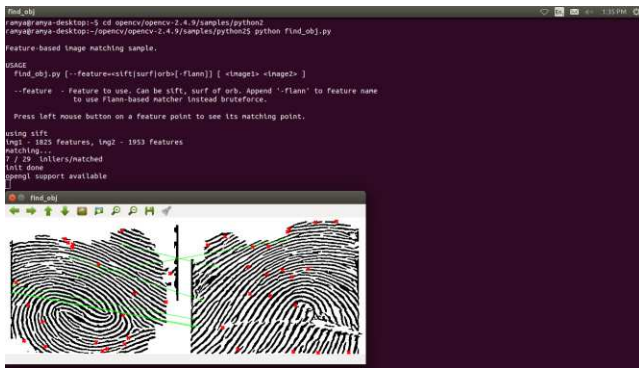 find_obj
1:35 PM
ramya@ramya-desktop:~$ cd opencv/opencv-2.4.9/samples/python2
ramya@ramya-desktop:~/opencv/opencv-2.4.9/samples/python2$ python find_obj.py
Feature-based image matching sample.
USAGE
find_obj.py [--feature=<sift|surf|orb>[-flann]] [ <image1> <image2> ]
--feature - Feature to use. Can be sift, surf of orb. Append '-flann' to feature name
to use Flann-based matcher instead bruteforce.
Press left mouse button on a feature point to see its matching point.
using sift
img1 - 1825 features, img2 - 1953 features
matching...
7 / 29 inliers/matched
init done
opengl support available
find_obj